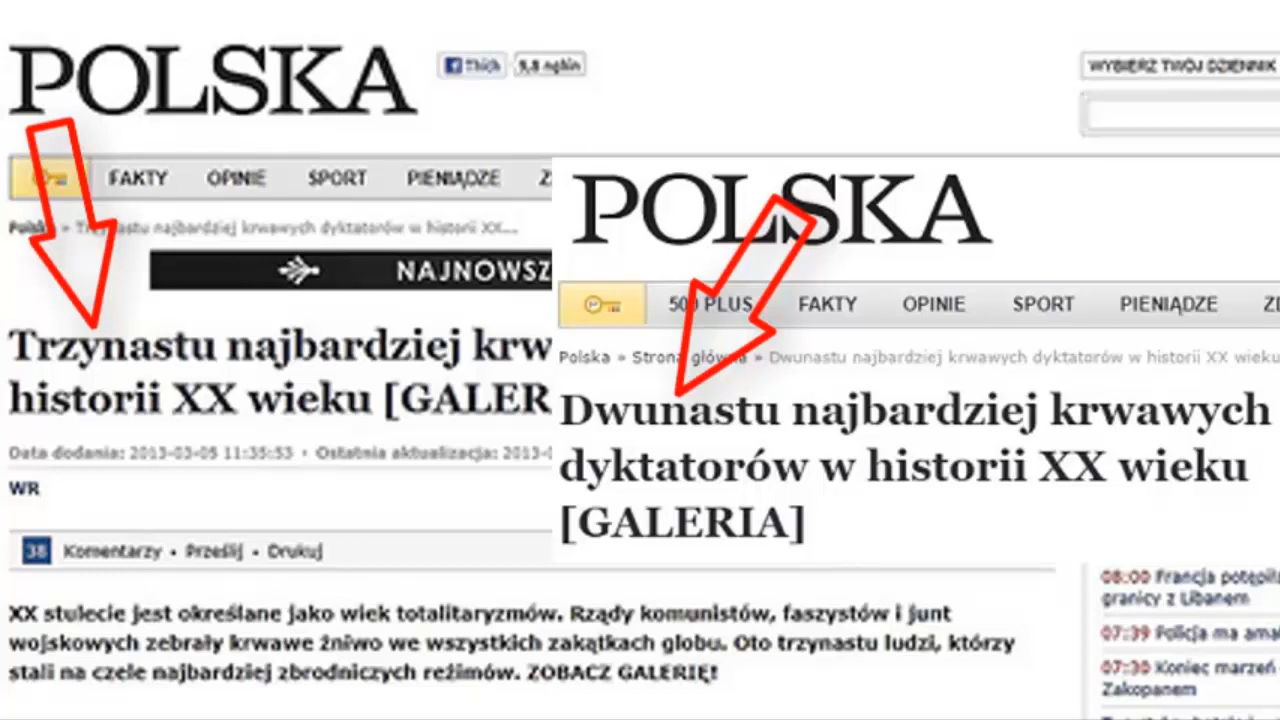 POLSKA
Thích
9,8 nghìn
WYBIERZ TWÓJ DZIENNIK
FAKTY OPINIE SPORT PIENIĄDZE
Polska » Trzynastu najbardziej krwawych dyktatorów w historii XX...
NAJNOWSZ
Trzynastu najbardziej krw
historii XX wieku [GALER
Data dodania: 2013-03-05 11:35:53 • Ostatnia aktualizacja: 2013-0
WR
38 Komentarzy • Prześlij • Drukuj
XX stulecie jest określane jako wiek totalitaryzmów. Rządy komunistów, faszystów i junt
wojskowych zebrały krwawe żniwo we wszystkich zakątkach globu. Oto trzynastu ludzi, którzy
stali na czele najbardziej zbrodniczych reżimów. ZOBACZ GALERIĘ!
POLSKA
500 PLUS FAKTY OPINIE SPORT PIENIĄDZE
Polska » Strona główna » Dwunastu najbardziej krwawych dyktatorów w historii XX wieku
Dwunastu najbardziej krwawych
dyktatorów w historii XX wieku
[GALERIA]
08:00 Francja potępiła
granicy z Libanem
07:39 Policja ma
07:30 Koniec marzeń
Zakopanem